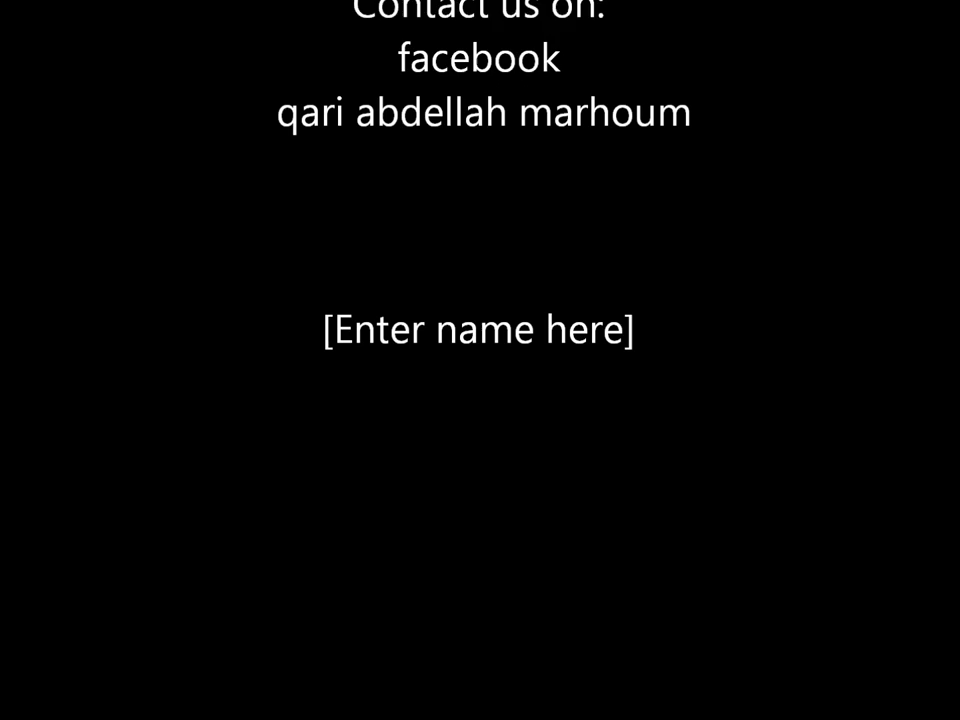 Contact us on:
facebook
qari abdellah marhoum
[Enter name here]